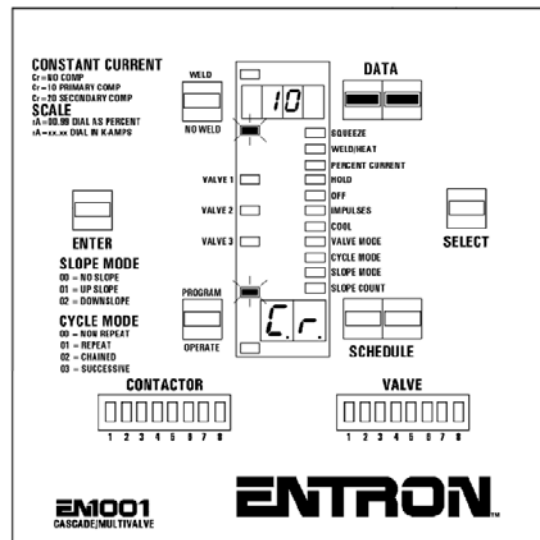 CONSTANT CURRENT
Cr=NO COMP
Cr=10 PRIMARY COMP
Cr=20 SECONDARY COMP
SCALE
rA=00.99 DIAL AS PERCENT
rA=xx.xx DIAL IN K-AMPS
WELD
NO WELD
10
DATA
SQUEEZE
WELD/HEAT
PERCENT CURRENT
HOLD
OFF
IMPULSES
COOL
VALVE MODE
CYCLE MODE
SLOPE MODE
SLOPE COUNT
VALVE 1
VALVE 2
VALVE 3
ENTER
SELECT
SLOPE MODE
00 = NO SLOPE
01 = UP SLOPE
02 = DOWNSLOPE
CYCLE MODE
00 = NON REPEAT
01 = REPEAT
02 = CHAINED
03 = SUCCESSIVE
PROGRAM
OPERATE
C.r.
SCHEDULE
CONTACTOR
1 2 3 4 5 6 7 8
VALVE
1 2 3 4 5 6 7 8
EM1001
CASCADE/MULTIVALVE
ENTRON™